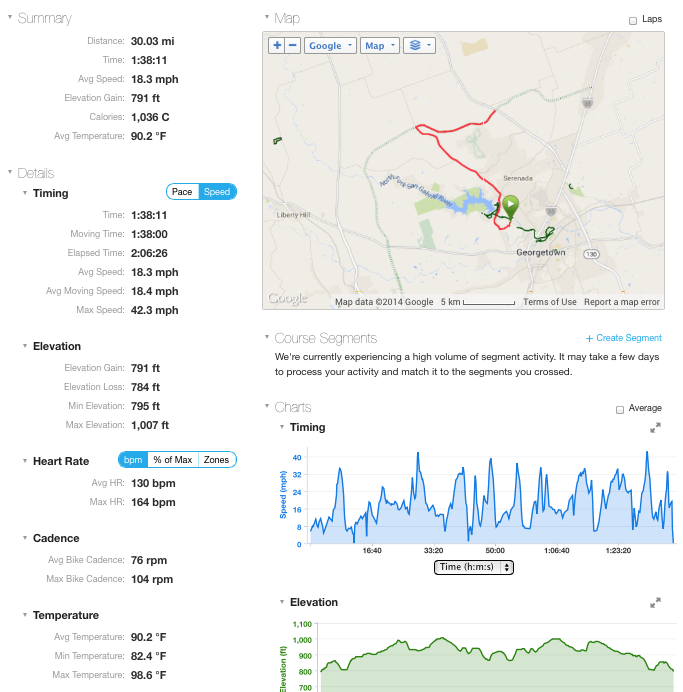 Summary
Distance: 30.03 mi
Time: 1:38:11
Avg Speed: 18.3 mph
Elevation Gain: 791 ft
Calories: 1,036 C
Avg Temperature: 90.2 °F
Details
Timing
Pace Speed
Time: 1:38:11
Moving Time: 1:38:00
Elapsed Time: 2:06:26
Avg Speed: 18.3 mph
Avg Moving Speed: 18.4 mph
Max Speed: 42.3 mph
Elevation
Elevation Gain: 791 ft
Elevation Loss: 784 ft
Min Elevation: 795 ft
Max Elevation: 1,007 ft
Heart Rate
bpm % of Max Zones
Avg HR: 130 bpm
Max HR: 164 bpm
Cadence
Avg Bike Cadence: 76 rpm
Max Bike Cadence: 104 rpm
Temperature
Avg Temperature: 90.2 °F
Min Temperature: 82.4 °F
Max Temperature: 98.6 °F
Map
Laps
+ − Google Map
Serenada
North Fork San Gabriel River
Liberty Hill
Georgetown
130
Google
Map data ©2014 Google 5 km Terms of Use Report a map error
Course Segments
+ Create Segment
We're currently experiencing a high volume of segment activity. It may take a few days
to process your activity and match it to the segments you crossed.
Charts
Average
Timing
Speed (mph)
40
32
24
16
8
0
16:40 33:20 50:00 1:06:40 1:23:20
Time (h:m:s)
Elevation
Elevation (ft)
1,100
1,000
900
800
700